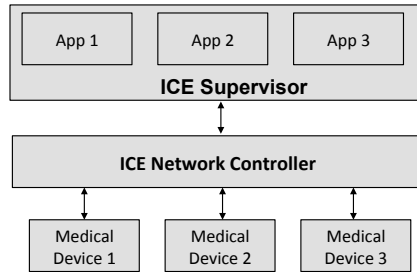 App 1 App 2 App 3
ICE Supervisor
ICE Network Controller
Medical Medical Medical
Device 1 Device 2 Device 3